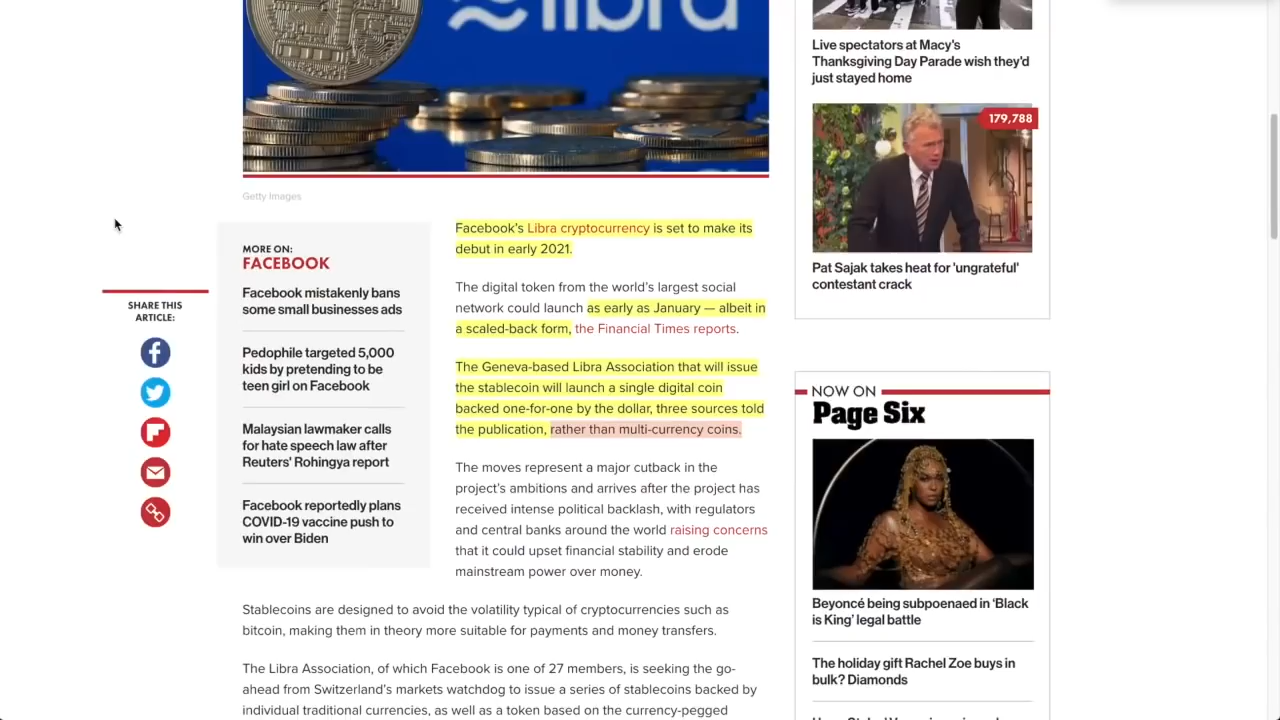 libra
Getty Images
MORE ON:
FACEBOOK
Facebook mistakenly bans
some small businesses ads
Pedophile targeted 5,000
kids by pretending to be
teen girl on Facebook
Malaysian lawmaker calls
for hate speech law after
Reuters' Rohingya report
Facebook reportedly plans
COVID-19 vaccine push to
win over Biden
SHARE THIS
ARTICLE:
Facebook's Libra cryptocurrency is set to make its
debut in early 2021.
The digital token from the world's largest social
network could launch as early as January — albeit in
a scaled-back form, the Financial Times reports.
The Geneva-based Libra Association that will issue
the stablecoin will launch a single digital coin
backed one-for-one by the dollar, three sources told
the publication, rather than multi-currency coins.
The moves represent a major cutback in the
project's ambitions and arrives after the project has
received intense political backlash, with regulators
and central banks around the world raising concerns
that it could upset financial stability and erode
mainstream power over money.
Stablecoins are designed to avoid the volatility typical of cryptocurrencies such as
bitcoin, making them in theory more suitable for payments and money transfers.
The Libra Association, of which Facebook is one of 27 members, is seeking the go-
ahead from Switzerland's markets watchdog to issue a series of stablecoins backed by
individual traditional currencies, as well as a token based on the currency-pegged
Live spectators at Macy's
Thanksgiving Day Parade wish they'd
just stayed home
179,788
Pat Sajak takes heat for 'ungrateful'
contestant crack
NOW ON
Page Six
Beyoncé being subpoenaed in 'Black
is King' legal battle
The holiday gift Rachel Zoe buys in
bulk? Diamonds